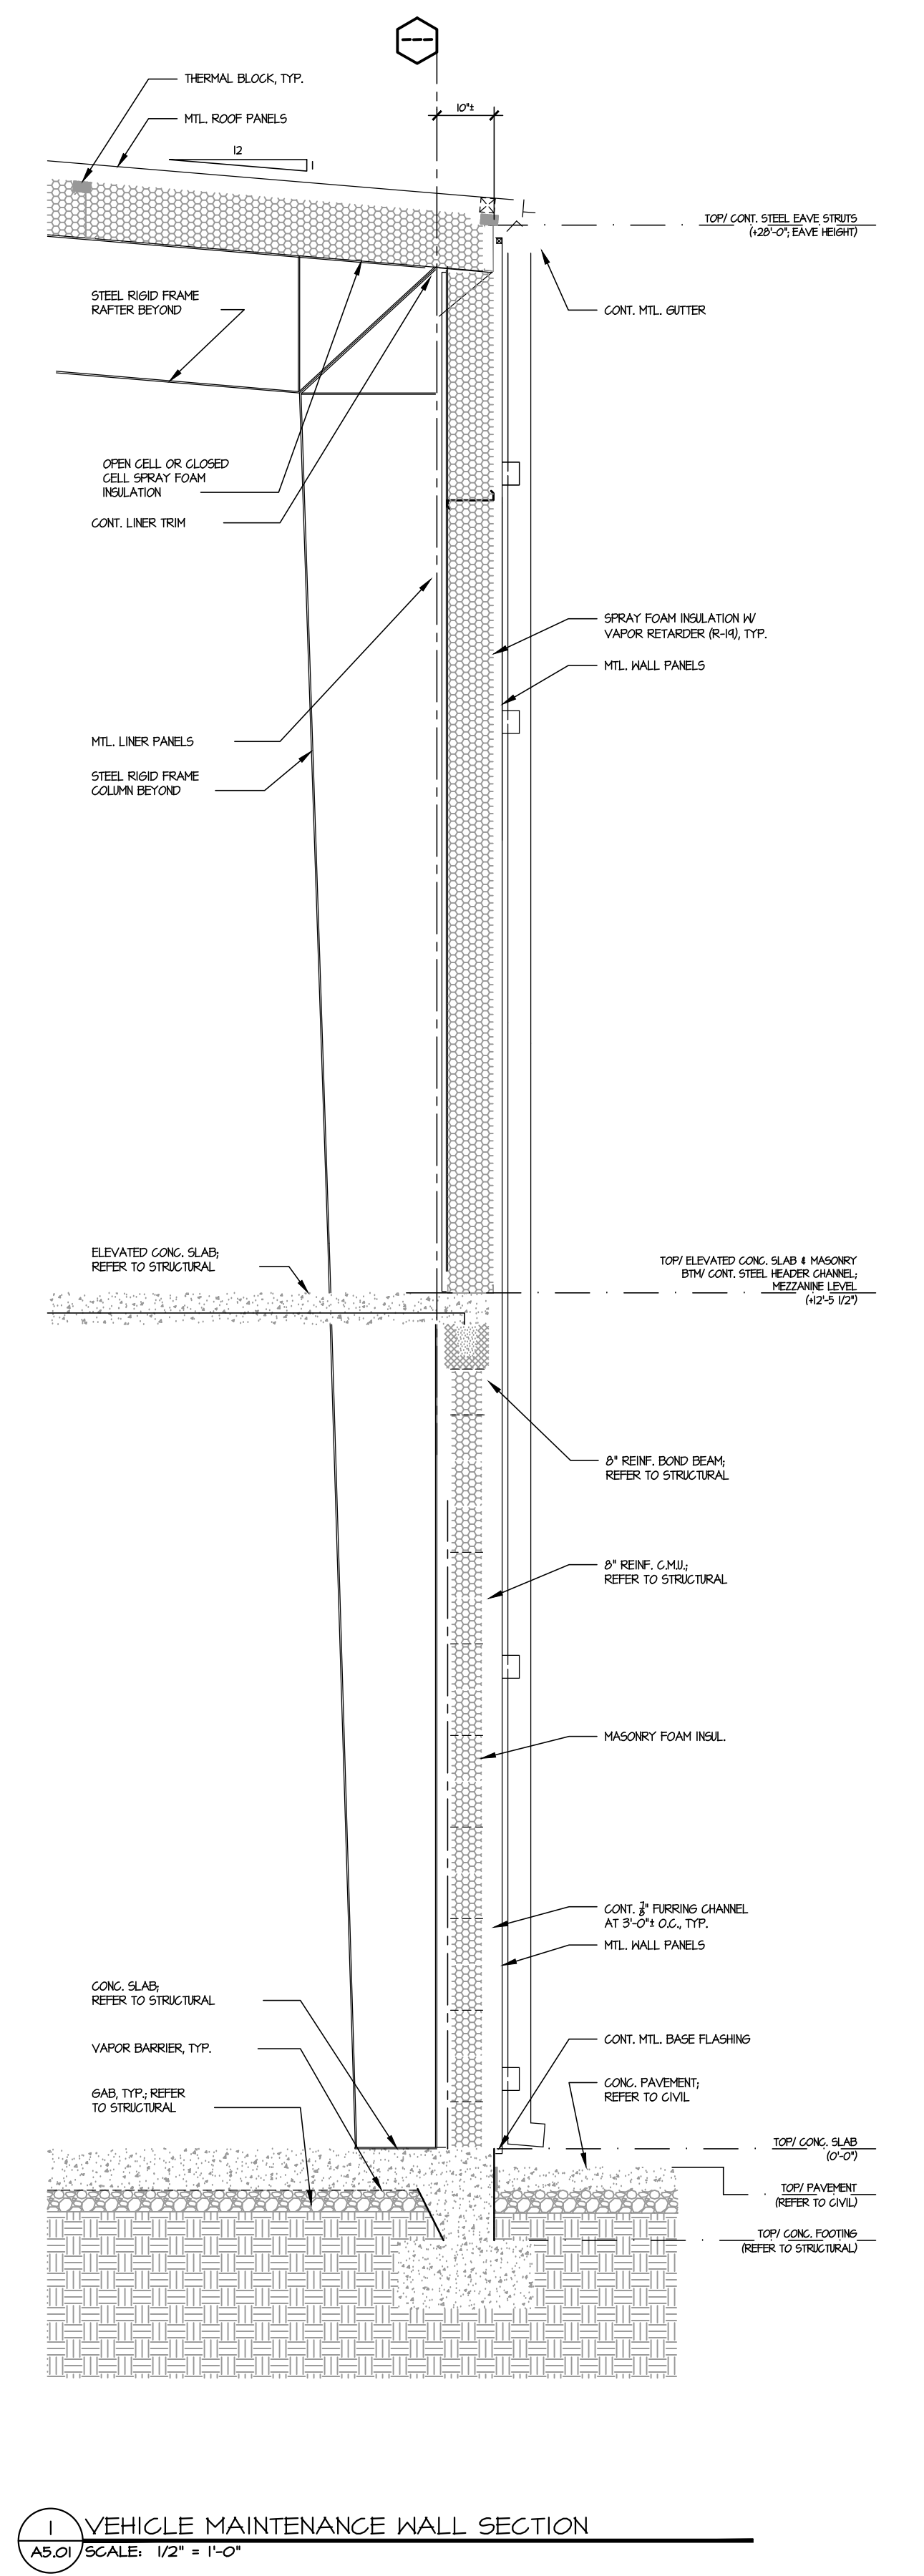 ---
THERMAL BLOCK, TYP.
10"±
MTL. ROOF PANELS
12
1
TOP/ CONT. STEEL EAVE STRUTS
(+28'-0"; EAVE HEIGHT)
STEEL RIGID FRAME
RAFTER BEYOND
CONT. MTL. GUTTER
OPEN CELL OR CLOSED
CELL SPRAY FOAM
INSULATION
CONT. LINER TRIM
SPRAY FOAM INSULATION W/
VAPOR RETARDER (R-19), TYP.
MTL. WALL PANELS
MTL. LINER PANELS
STEEL RIGID FRAME
COLUMN BEYOND
ELEVATED CONC. SLAB;
REFER TO STRUCTURAL
TOP/ ELEVATED CONC. SLAB & MASONRY
BTM/ CONT. STEEL HEADER CHANNEL;
MEZZANINE LEVEL
(+12'-5 1/2")
8" REINF. BOND BEAM;
REFER TO STRUCTURAL
8" REINF. C.M.U.;
REFER TO STRUCTURAL
MASONRY FOAM INSUL.
CONT. 7/8" FURRING CHANNEL
AT 3'-0"± O.C., TYP.
MTL. WALL PANELS
CONC. SLAB;
REFER TO STRUCTURAL
VAPOR BARRIER, TYP.
GAB, TYP.; REFER
TO STRUCTURAL
CONT. MTL. BASE FLASHING
CONC. PAVEMENT;
REFER TO CIVIL
TOP/ CONC. SLAB
(0'-0")
TOP/ PAVEMENT
(REFER TO CIVIL)
TOP/ CONC. FOOTING
(REFER TO STRUCTURAL)
1
A5.01
VEHICLE MAINTENANCE WALL SECTION
SCALE: 1/2" = 1'-0"